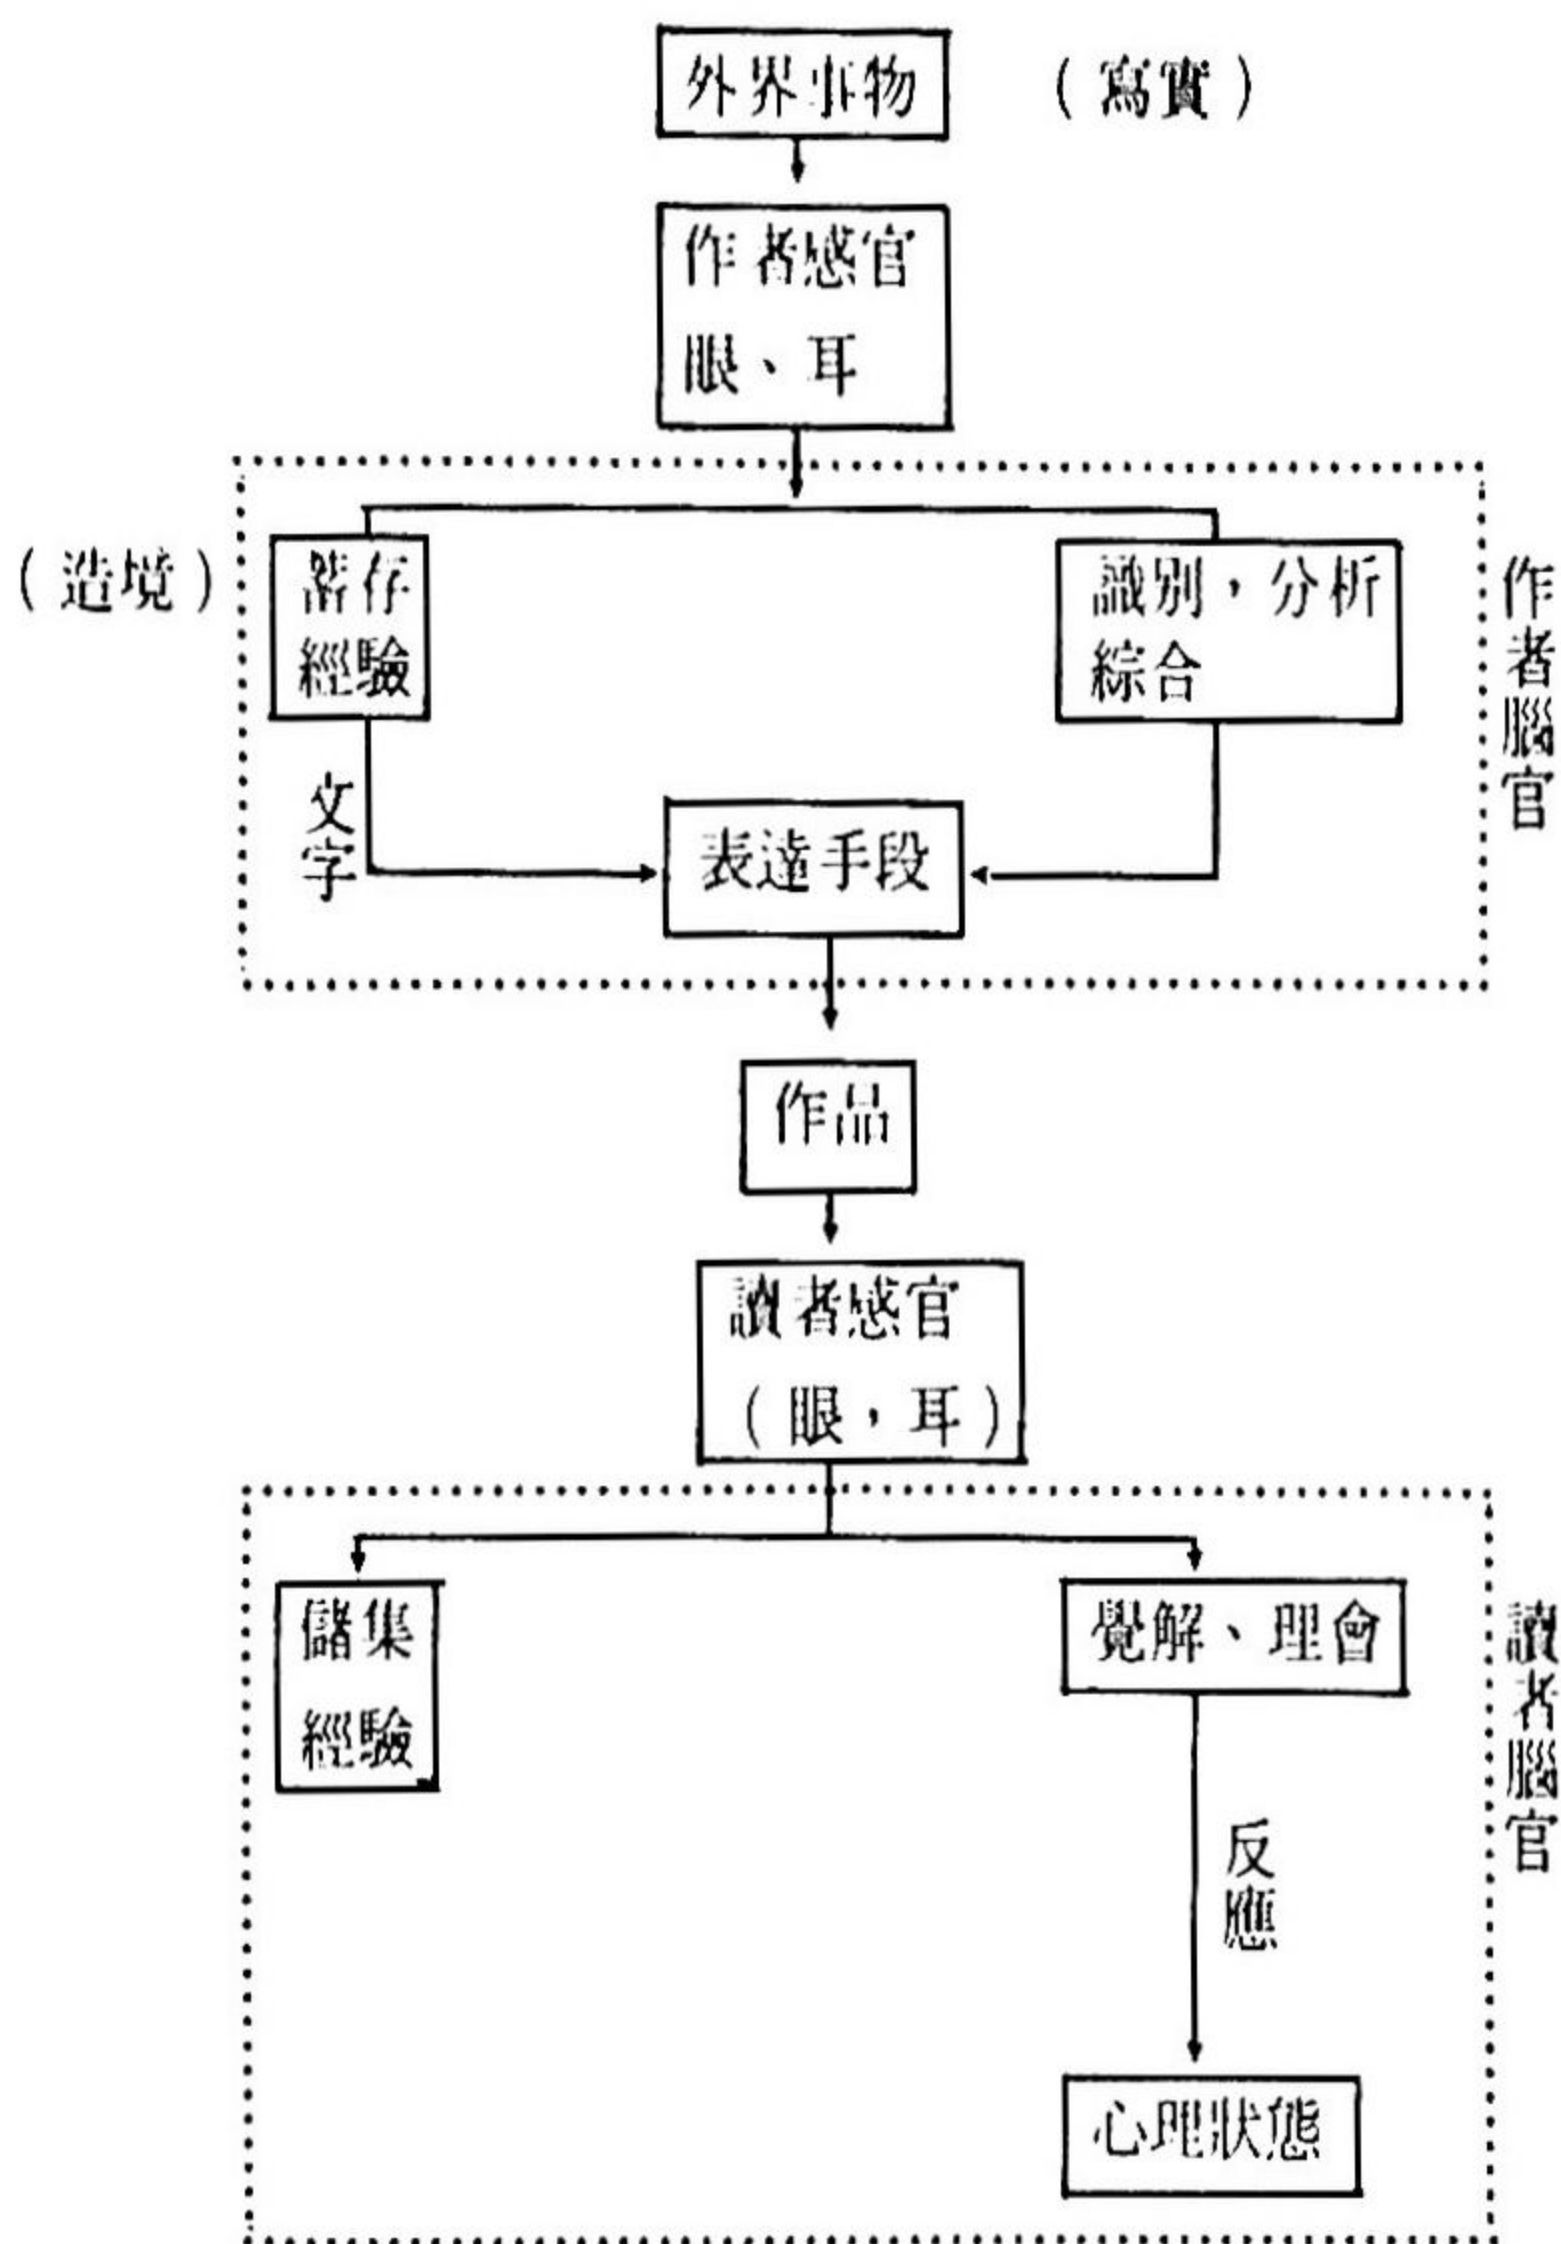 外界事物
(寫實)
作者感官
眼、耳
(造境)
儲存
經驗
識別，分析
綜合
作者腦官
文字
表達手段
作品
讀者感官
(眼，耳)
儲集
經驗
覺解、理會
讀者腦官
反應
心理狀態